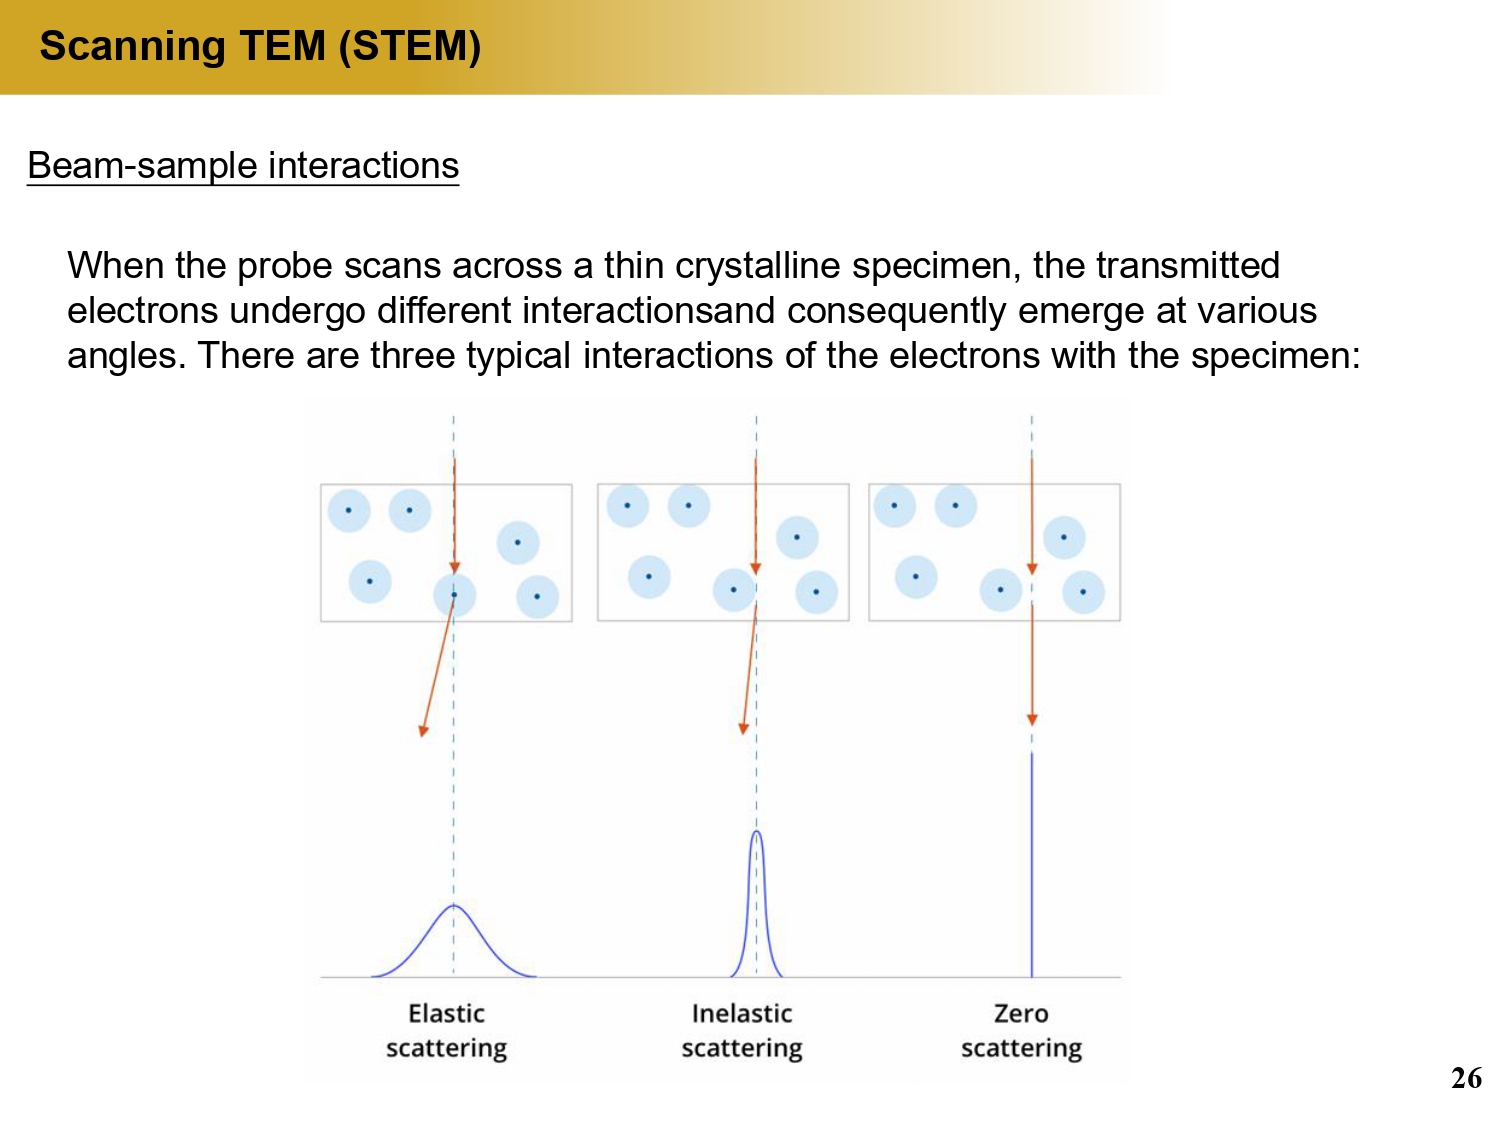 Scanning TEM (STEM)
Beam-sample interactions
When the probe scans across a thin crystalline specimen, the transmitted
electrons undergo different interactionsand consequently emerge at various
angles. There are three typical interactions of the electrons with the specimen:
Elastic
scattering
Inelastic
scattering
Zero
scattering
26